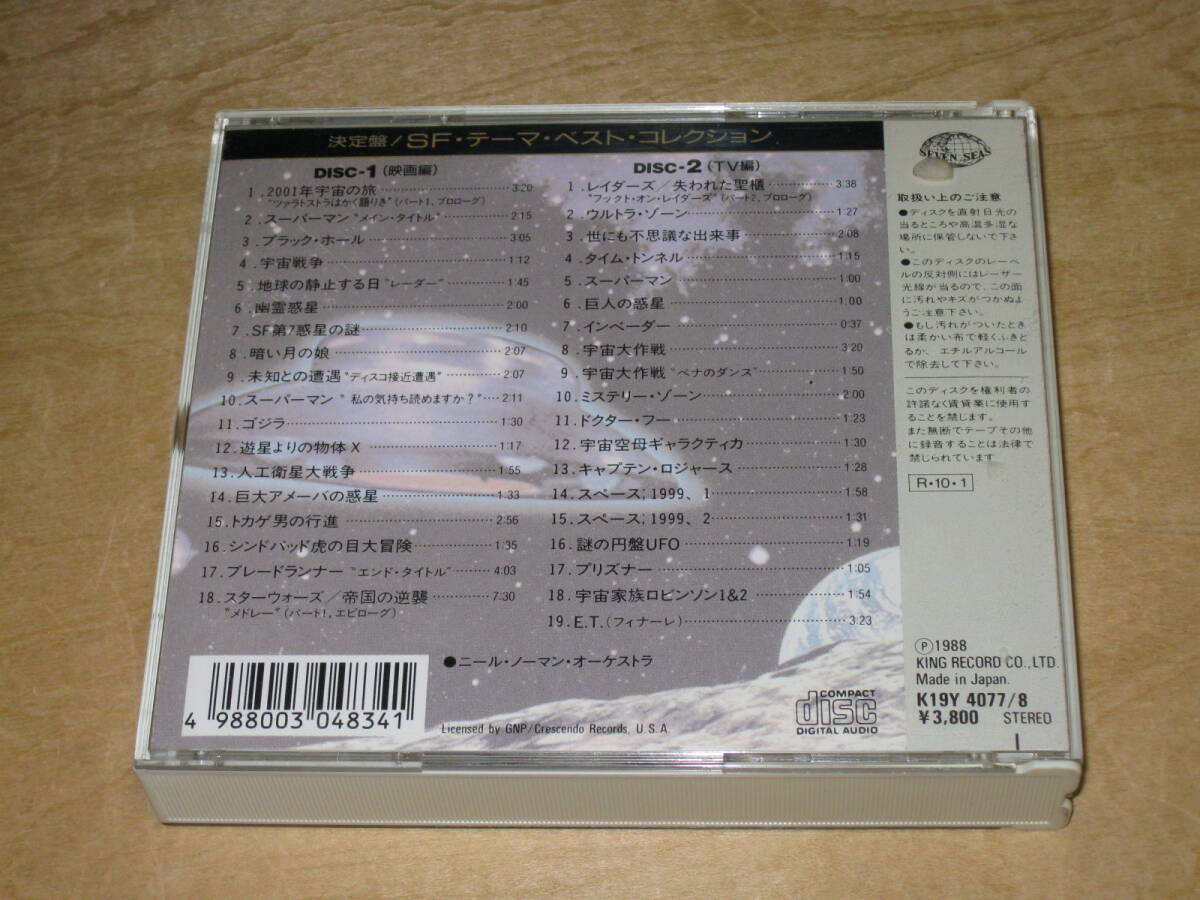 決定盤/SF・テーマ・ベスト・コレクション
DISC-1(映画編)
1.2001年宇宙の旅 3:20
"ツァラトストラはかく語りき"(パート1、プロローグ)
2.スーパーマン"メイン・タイトル" 2:15
3.ブラック・ホール 3:05
4.宇宙戦争 1:12
5.地球の静止する日"レーダー" 1:45
6.幽霊惑星 2:00
7.SF第7惑星の謎 2:10
8.暗い月の娘 2:07
9.未知との遭遇"ディスコ接近遭遇" 2:07
10.スーパーマン"私の気持ち読めますか?" 2:11
11.ゴジラ 1:30
12.遊星よりの物体X 1:17
13.人工衛星大戦争 1:55
14.巨大アメーバの惑星 1:33
15.トカゲ男の行進 2:56
16.シンドバッド虎の目大冒険 1:35
17.ブレードランナー"エンド・タイトル" 4:03
18.スターウォーズ/帝国の逆襲 7:30
"メドレー"(パート1、エピローグ)
DISC-2(TV編)
1.レイダーズ/失われた聖櫃 3:38
"フックト・オン・レイダーズ"(パート2、プロローグ)
2.ウルトラ・ゾーン 1:27
3.世にも不思議な出来事 2:08
4.タイム・トンネル 1:15
5.スーパーマン 1:00
6.巨人の惑星 1:00
7.インベーダー 0:37
8.宇宙大作戦 3:20
9.宇宙大作戦"ベナのダンス" 1:50
10.ミステリー・ゾーン 2:00
11.ドクター・フー 1:23
12.宇宙空母ギャラクティカ 1:30
13.キャプテン・ロジャース 1:28
14.スペース;1999、1 1:58
15.スペース;1999、2 1:31
16.謎の円盤UFO 1:19
17.プリズナー 1:05
18.宇宙家族ロビンソン1&2 1:54
19.E.T.(フィナーレ) 3:23
●ニール・ノーマン・オーケストラ
4 988003 048341
Licensed by GNP/Crescendo Records, U.S.A.
COMPACT
disc
DIGITAL AUDIO
SEVEN SEAS
取扱い上のご注意
●ディスクを直射日光の
当るところや高温多湿な
場所に保管しないで下さ
い。
●このディスクのレーベ
ルの反対側にはレーザー
光線が当るので、この面
に汚れやキズがつかぬよ
うご注意下さい。
●もし汚れがついたとき
は柔かい布で軽くふきと
るか、エチルアルコール
で除去して下さい。
このディスクを権利者の
許諾なく賃貸業に使用す
ることを禁じます。
また無断でテープその他
に録音することは法律で
禁じられています。
R・10・1
Ⓟ1988
KING RECORD CO.,LTD.
Made in Japan.
K19Y 4077/8
¥3,800 STEREO